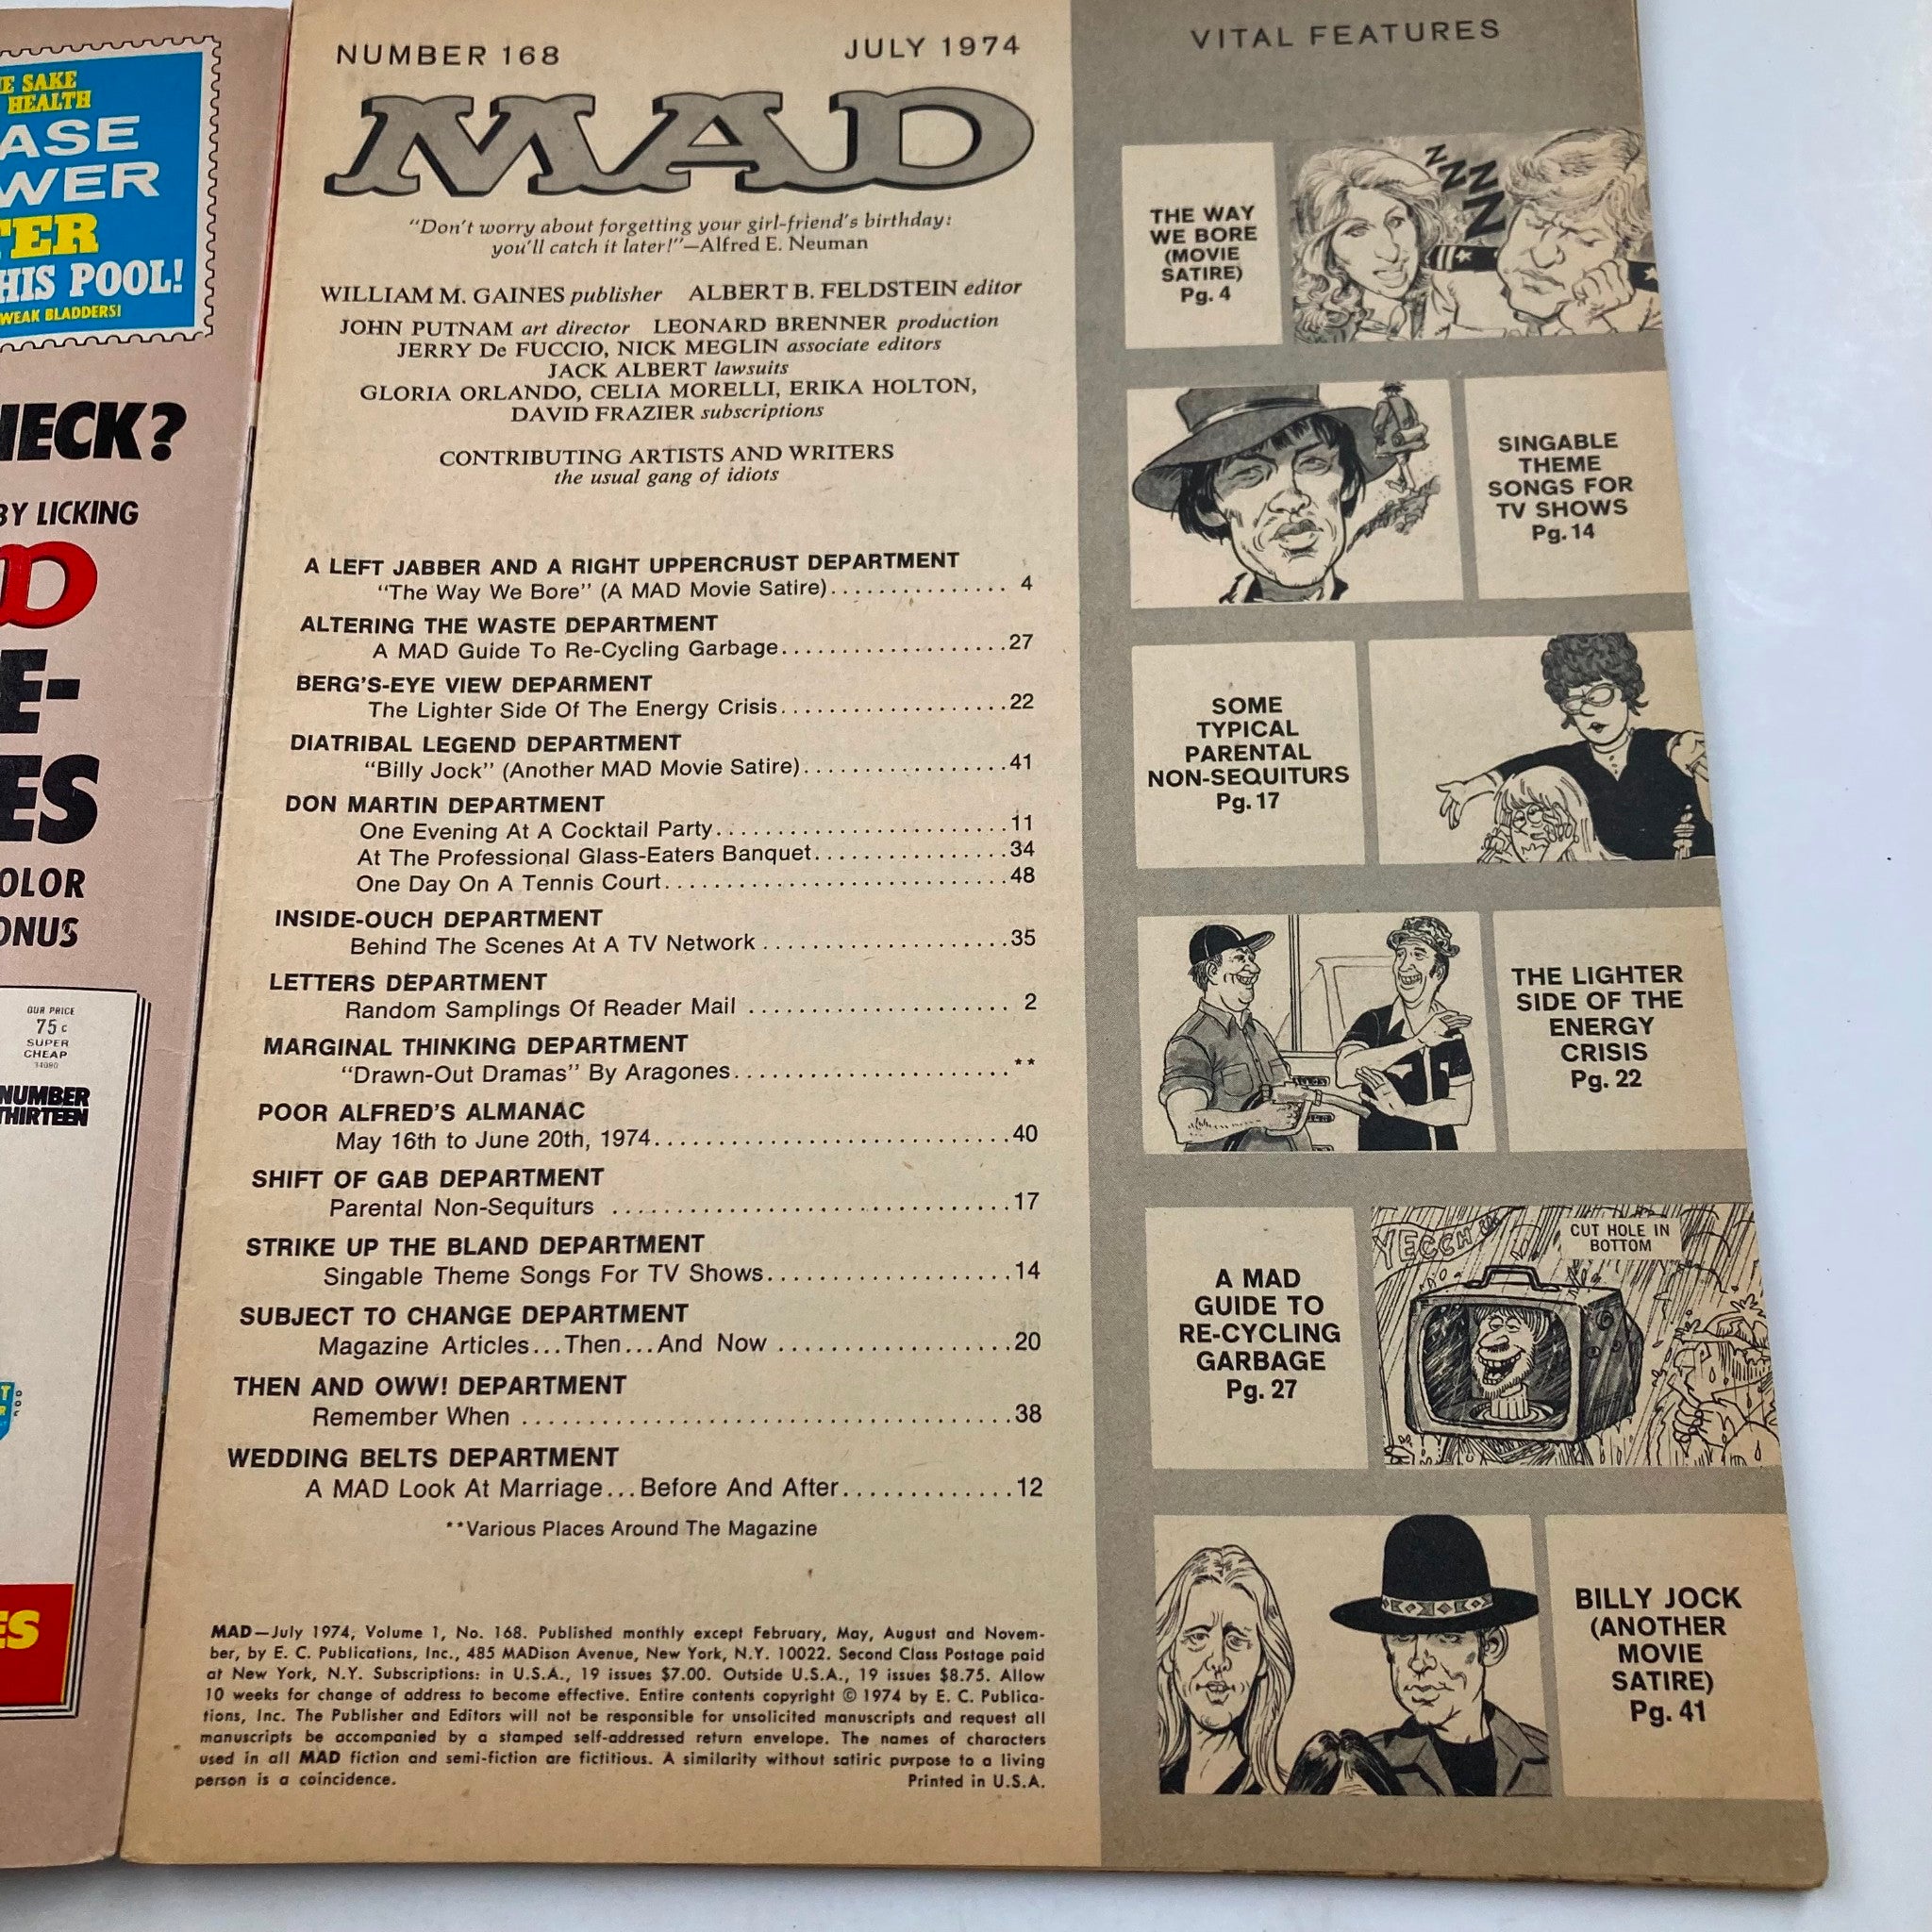 SAKE
HEALTH
HIS POOL!
WEAK BLADDERS!
BY LICKING
OUR PRICE
75c
SUPER
CHEAP
34080
NUMBER
THIRTEEN
NUMBER 168
JULY 1974
MAD
"Don't worry about forgetting your girl-friend's birthday:
you'll catch it later!"—Alfred E. Neuman
WILLIAM M. GAINES publisher ALBERT B. FELDSTEIN editor
JOHN PUTNAM art director LEONARD BRENNER production
JERRY De FUCCIO, NICK MEGLIN associate editors
JACK ALBERT lawsuits
GLORIA ORLANDO, CELIA MORELLI, ERIKA HOLTON,
DAVID FRAZIER subscriptions
CONTRIBUTING ARTISTS AND WRITERS
the usual gang of idiots
A LEFT JABBER AND A RIGHT UPPERCRUST DEPARTMENT
"The Way We Bore" (A MAD Movie Satire)............... 4
ALTERING THE WASTE DEPARTMENT
A MAD Guide To Re-Cycling Garbage....................27
BERG'S-EYE VIEW DEPARMENT
The Lighter Side Of The Energy Crisis....................22
DIATRIBAL LEGEND DEPARTMENT
"Billy Jock" (Another MAD Movie Satire)..................41
DON MARTIN DEPARTMENT
One Evening At A Cocktail Party..........................11
At The Professional Glass-Eaters Banquet.................34
One Day On A Tennis Court..............................48
INSIDE-OUCH DEPARTMENT
Behind The Scenes At A TV Network ......................35
LETTERS DEPARTMENT
Random Samplings Of Reader Mail ....................... 2
MARGINAL THINKING DEPARTMENT
"Drawn-Out Dramas" By Aragones........................**
POOR ALFRED'S ALMANAC
May 16th to June 20th, 1974...............................40
SHIFT OF GAB DEPARTMENT
Parental Non-Sequiturs ...................................17
STRIKE UP THE BLAND DEPARTMENT
Singable Theme Songs For TV Shows.....................14
SUBJECT TO CHANGE DEPARTMENT
Magazine Articles...Then...And Now ....................20
THEN AND OWW! DEPARTMENT
Remember When ..........................................38
WEDDING BELTS DEPARTMENT
A MAD Look At Marriage...Before And After..............12
**Various Places Around The Magazine
MAD—July 1974, Volume 1, No. 168. Published monthly except February, May, August and Novem-
ber, by E. C. Publications, Inc., 485 MADison Avenue, New York, N.Y. 10022. Second Class Postage paid
at New York, N.Y. Subscriptions: in U.S.A., 19 issues $7.00. Outside U.S.A., 19 issues $8.75. Allow
10 weeks for change of address to become effective. Entire contents copyright © 1974 by E. C. Publica-
tions, Inc. The Publisher and Editors will not be responsible for unsolicited manuscripts and request all
manuscripts be accompanied by a stamped self-addressed return envelope. The names of characters
used in all MAD fiction and semi-fiction are fictitious. A similarity without satiric purpose to a living
person is a coincidence. Printed in U.S.A.
VITAL FEATURES
THE WAY
WE BORE
(MOVIE
SATIRE)
Pg. 4
ZZZZZ
SINGABLE
THEME
SONGS FOR
TV SHOWS
Pg. 14
SOME
TYPICAL
PARENTAL
NON-SEQUITURS
Pg. 17
THE LIGHTER
SIDE OF THE
ENERGY
CRISIS
Pg. 22
A MAD
GUIDE TO
RE-CYCLING
GARBAGE
Pg. 27
YECCH
CUT HOLE IN
BOTTOM
BILLY JOCK
(ANOTHER
MOVIE
SATIRE)
Pg. 41